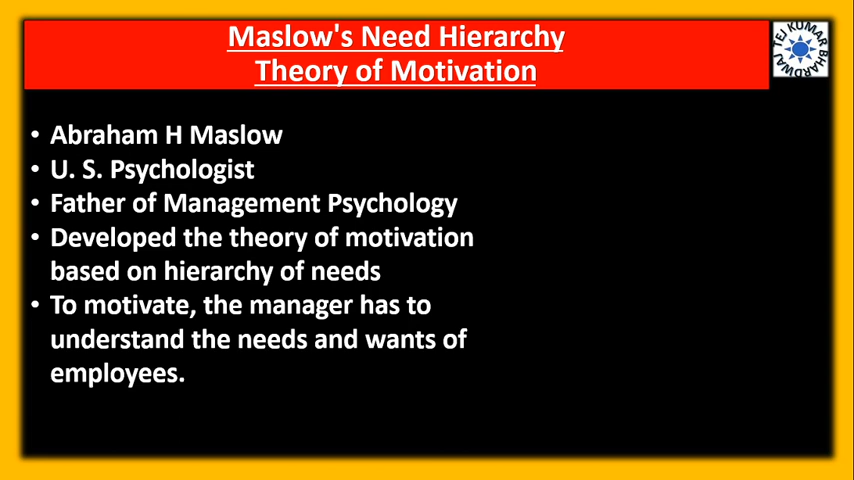 Maslow's Need Hierarchy
Theory of Motivation
TEJ KUMAR BHARDWAJ
• Abraham H Maslow
• U. S. Psychologist
• Father of Management Psychology
• Developed the theory of motivation
based on hierarchy of needs
• To motivate, the manager has to
understand the needs and wants of
employees.